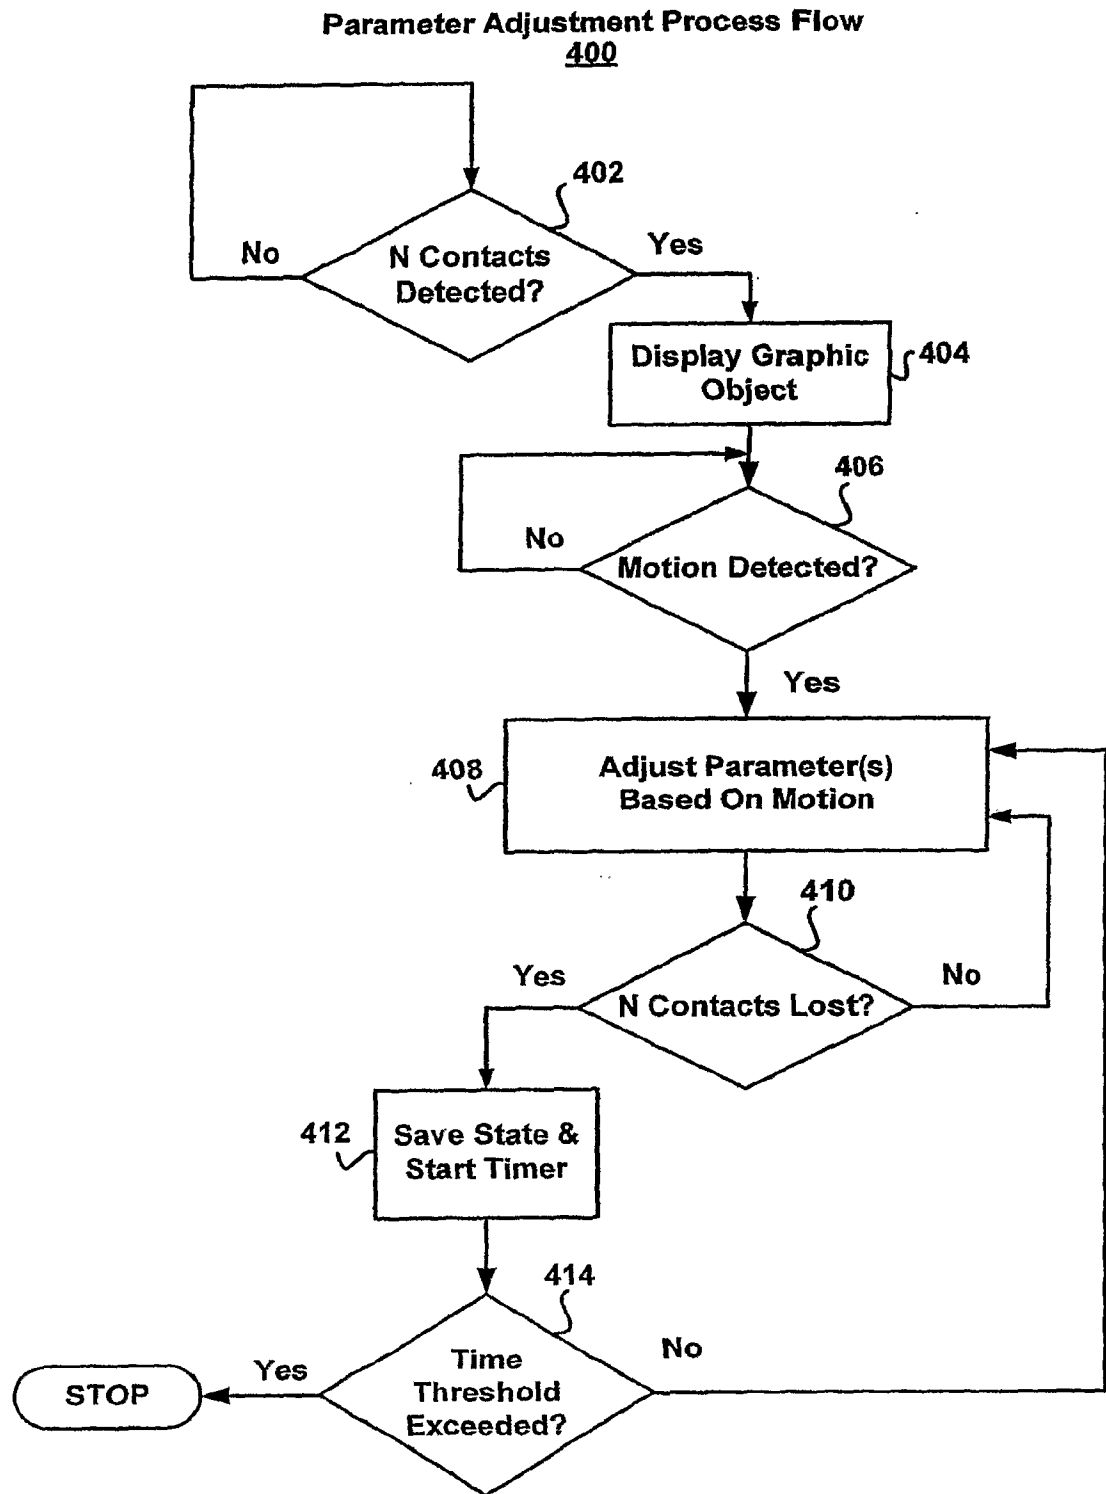 Parameter Adjustment Process Flow
400
402
No
Yes
N Contacts
Detected?
Display Graphic
Object
404
406
No
Motion Detected?
Yes
408
Adjust Parameter(s)
Based On Motion
410
Yes
No
N Contacts Lost?
412
Save State &
Start Timer
414
Yes
No
Time
Threshold
Exceeded?
STOP